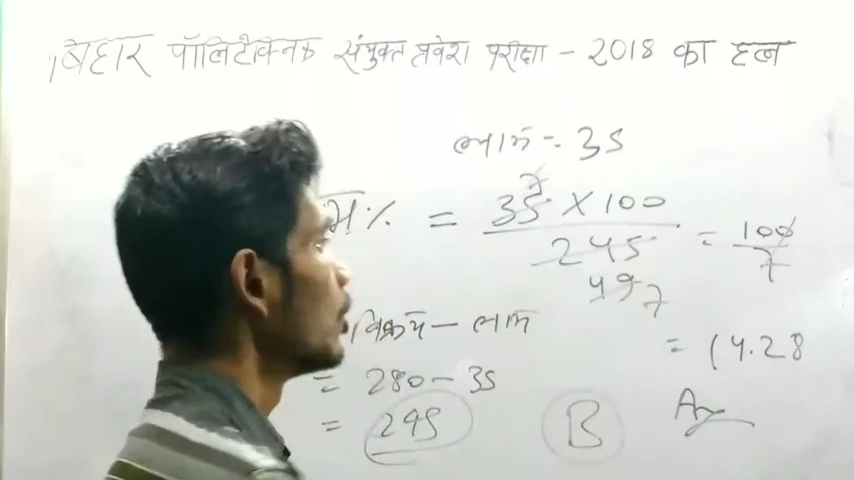 बिहार पॉलिटेक्निक संयुक्त प्रवेश परीक्षा - 2018 का हल
लाभ = 35
भ % = 35 7 × 100 / 245 49 7 = 100 / 7
= 14.28
Ans
विक्रय - लाभ
= 280 - 35
= 245
B